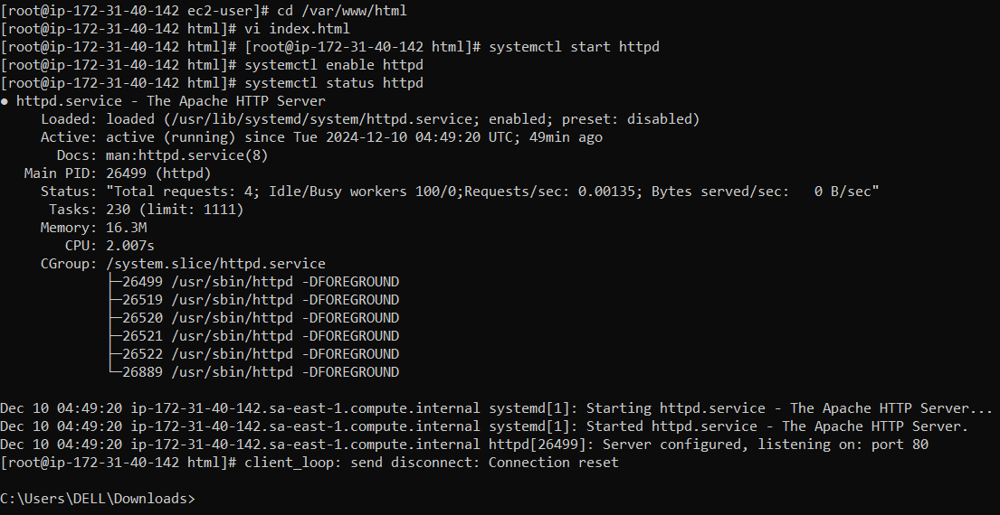 [root@ip-172-31-40-142 ec2-user]# cd /var/www/html
[root@ip-172-31-40-142 html]# vi index.html
[root@ip-172-31-40-142 html]# [root@ip-172-31-40-142 html]# systemctl start httpd
[root@ip-172-31-40-142 html]# systemctl enable httpd
[root@ip-172-31-40-142 html]# systemctl status httpd
● httpd.service - The Apache HTTP Server
     Loaded: loaded (/usr/lib/systemd/system/httpd.service; enabled; preset: disabled)
     Active: active (running) since Tue 2024-12-10 04:49:20 UTC; 49min ago
       Docs: man:httpd.service(8)
   Main PID: 26499 (httpd)
     Status: "Total requests: 4; Idle/Busy workers 100/0;Requests/sec: 0.00135; Bytes served/sec:   0 B/sec"
      Tasks: 230 (limit: 1111)
     Memory: 16.3M
        CPU: 2.007s
     CGroup: /system.slice/httpd.service
             ├─26499 /usr/sbin/httpd -DFOREGROUND
             ├─26519 /usr/sbin/httpd -DFOREGROUND
             ├─26520 /usr/sbin/httpd -DFOREGROUND
             ├─26521 /usr/sbin/httpd -DFOREGROUND
             ├─26522 /usr/sbin/httpd -DFOREGROUND
             └─26889 /usr/sbin/httpd -DFOREGROUND
Dec 10 04:49:20 ip-172-31-40-142.sa-east-1.compute.internal systemd[1]: Starting httpd.service - The Apache HTTP Server...
Dec 10 04:49:20 ip-172-31-40-142.sa-east-1.compute.internal systemd[1]: Started httpd.service - The Apache HTTP Server.
Dec 10 04:49:20 ip-172-31-40-142.sa-east-1.compute.internal httpd[26499]: Server configured, listening on: port 80
[root@ip-172-31-40-142 html]# client_loop: send disconnect: Connection reset
C:\Users\DELL\Downloads>